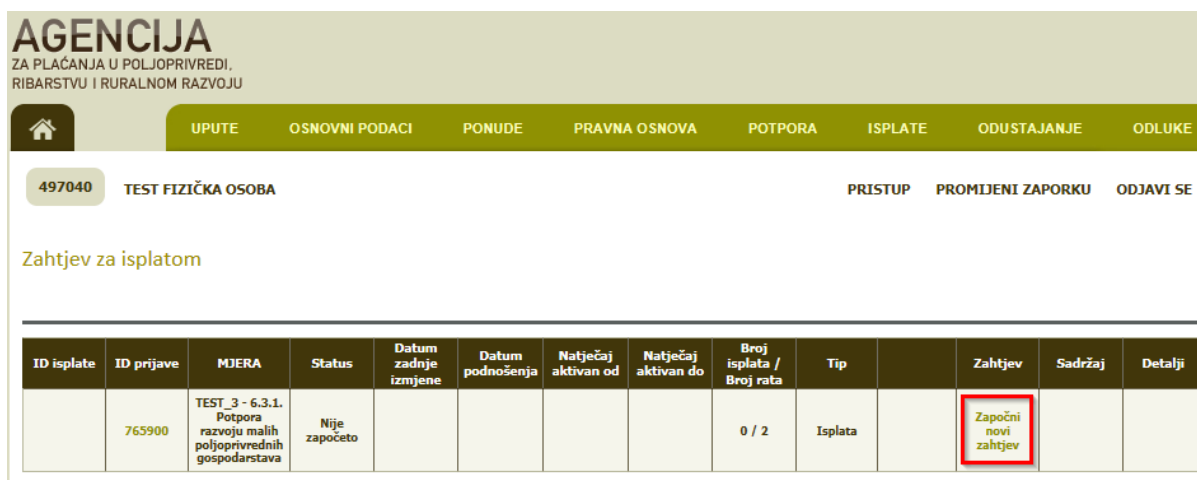 AGENCIJA
ZA PLAĆANJA U POLJOPRIVREDI,
RIBARSTVU I RURALNOM RAZVOJU
UPUTE OSNOVNI PODACI PONUDE PRAVNA OSNOVA POTPORA ISPLATE ODUSTAJANJE ODLUKE
497040 TEST FIZIČKA OSOBA PRISTUP PROMIJENI ZAPORKU ODJAVI SE
Zahtjev za isplatom
ID isplate ID prijave MJERA Status Datum zadnje izmjene Datum podnošenja Natječaj aktivan od Natječaj aktivan do Broj isplata / Broj rata Tip Zahtjev Sadržaj Detalji
765900 TEST_3 - 6.3.1. Potpora razvoju malih poljoprivrednih gospodarstava Nije započeto 0 / 2 Isplata Započni novi zahtjev